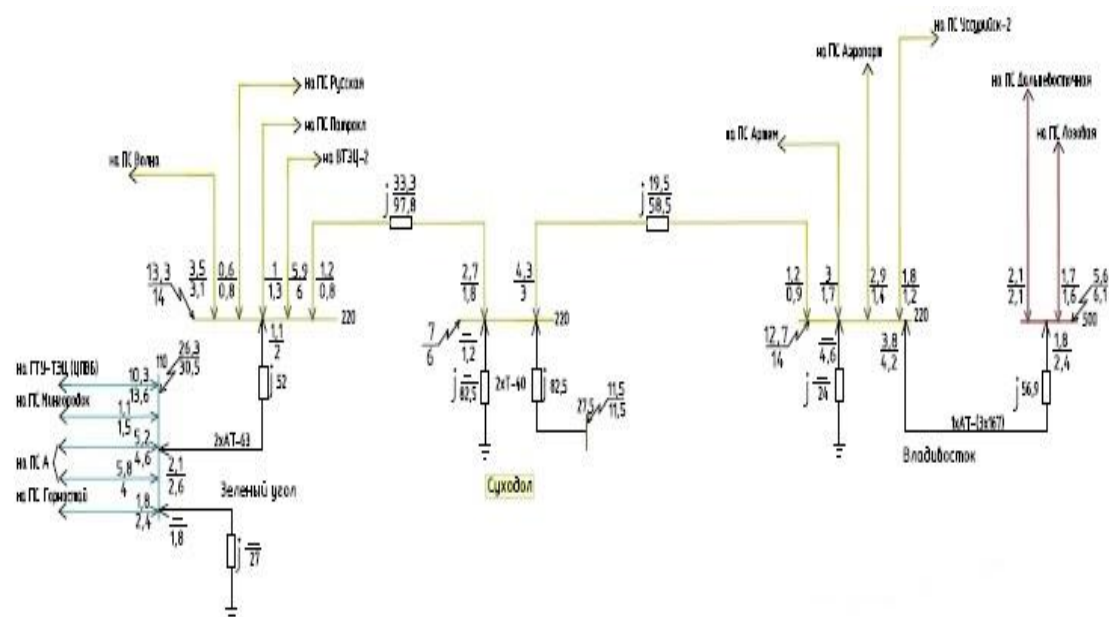 на ПС Уссурийск-2
на ПС Аэропорт
на ПС Русская
на ПС Дальневосточная
на ПС Патрокл
на ПС Лозовая
на ПС Артем
на ВТЭЦ-2
на ПС Волна
j 33,3
97,8
j 19,5
58,5
13,3
14
3,5
3,1
0,6
0,8
1
1,3
5,9
6
1,2
0,8
2,7
1,8
4,3
3
1,2
0,9
3
1,7
2,9
1,4
1,8
1,2
2,1
2,1
1,7
1,6
5,6
6,1
220
220
220
500
1,1
2
7
6
–
1,2
12,7
14
–
4,6
3,8
4,2
1,8
2,4
26,3
30,5
110
на ГТУ-ТЭЦ (ЦПВБ)
10,3
13,6
j 52
j –
82,5
2хТ-40
j 82,5
j –
24
j 56,9
на ПС Мингородок
1,1
1,5
27,5
11,5
11,5
на ПС А
5,2
4,6
2хАТ-63
1хАТ-(3х167)
5,8
4
2,1
2,6
Зеленый угол
Суходол
Владивосток
на ПС Горностай
1,8
2,4
–
1,8
j –
27